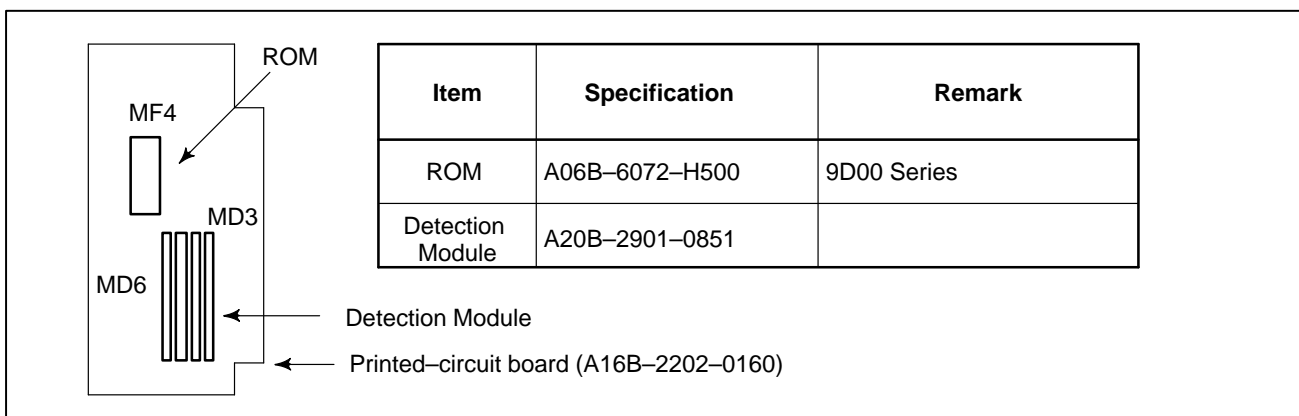 ROM
MF4
MD3
MD6
Detection Module
Printed–circuit board (A16B–2202–0160)
Item Specification Remark
ROM A06B–6072–H500 9D00 Series
Detection
Module A20B–2901–0851